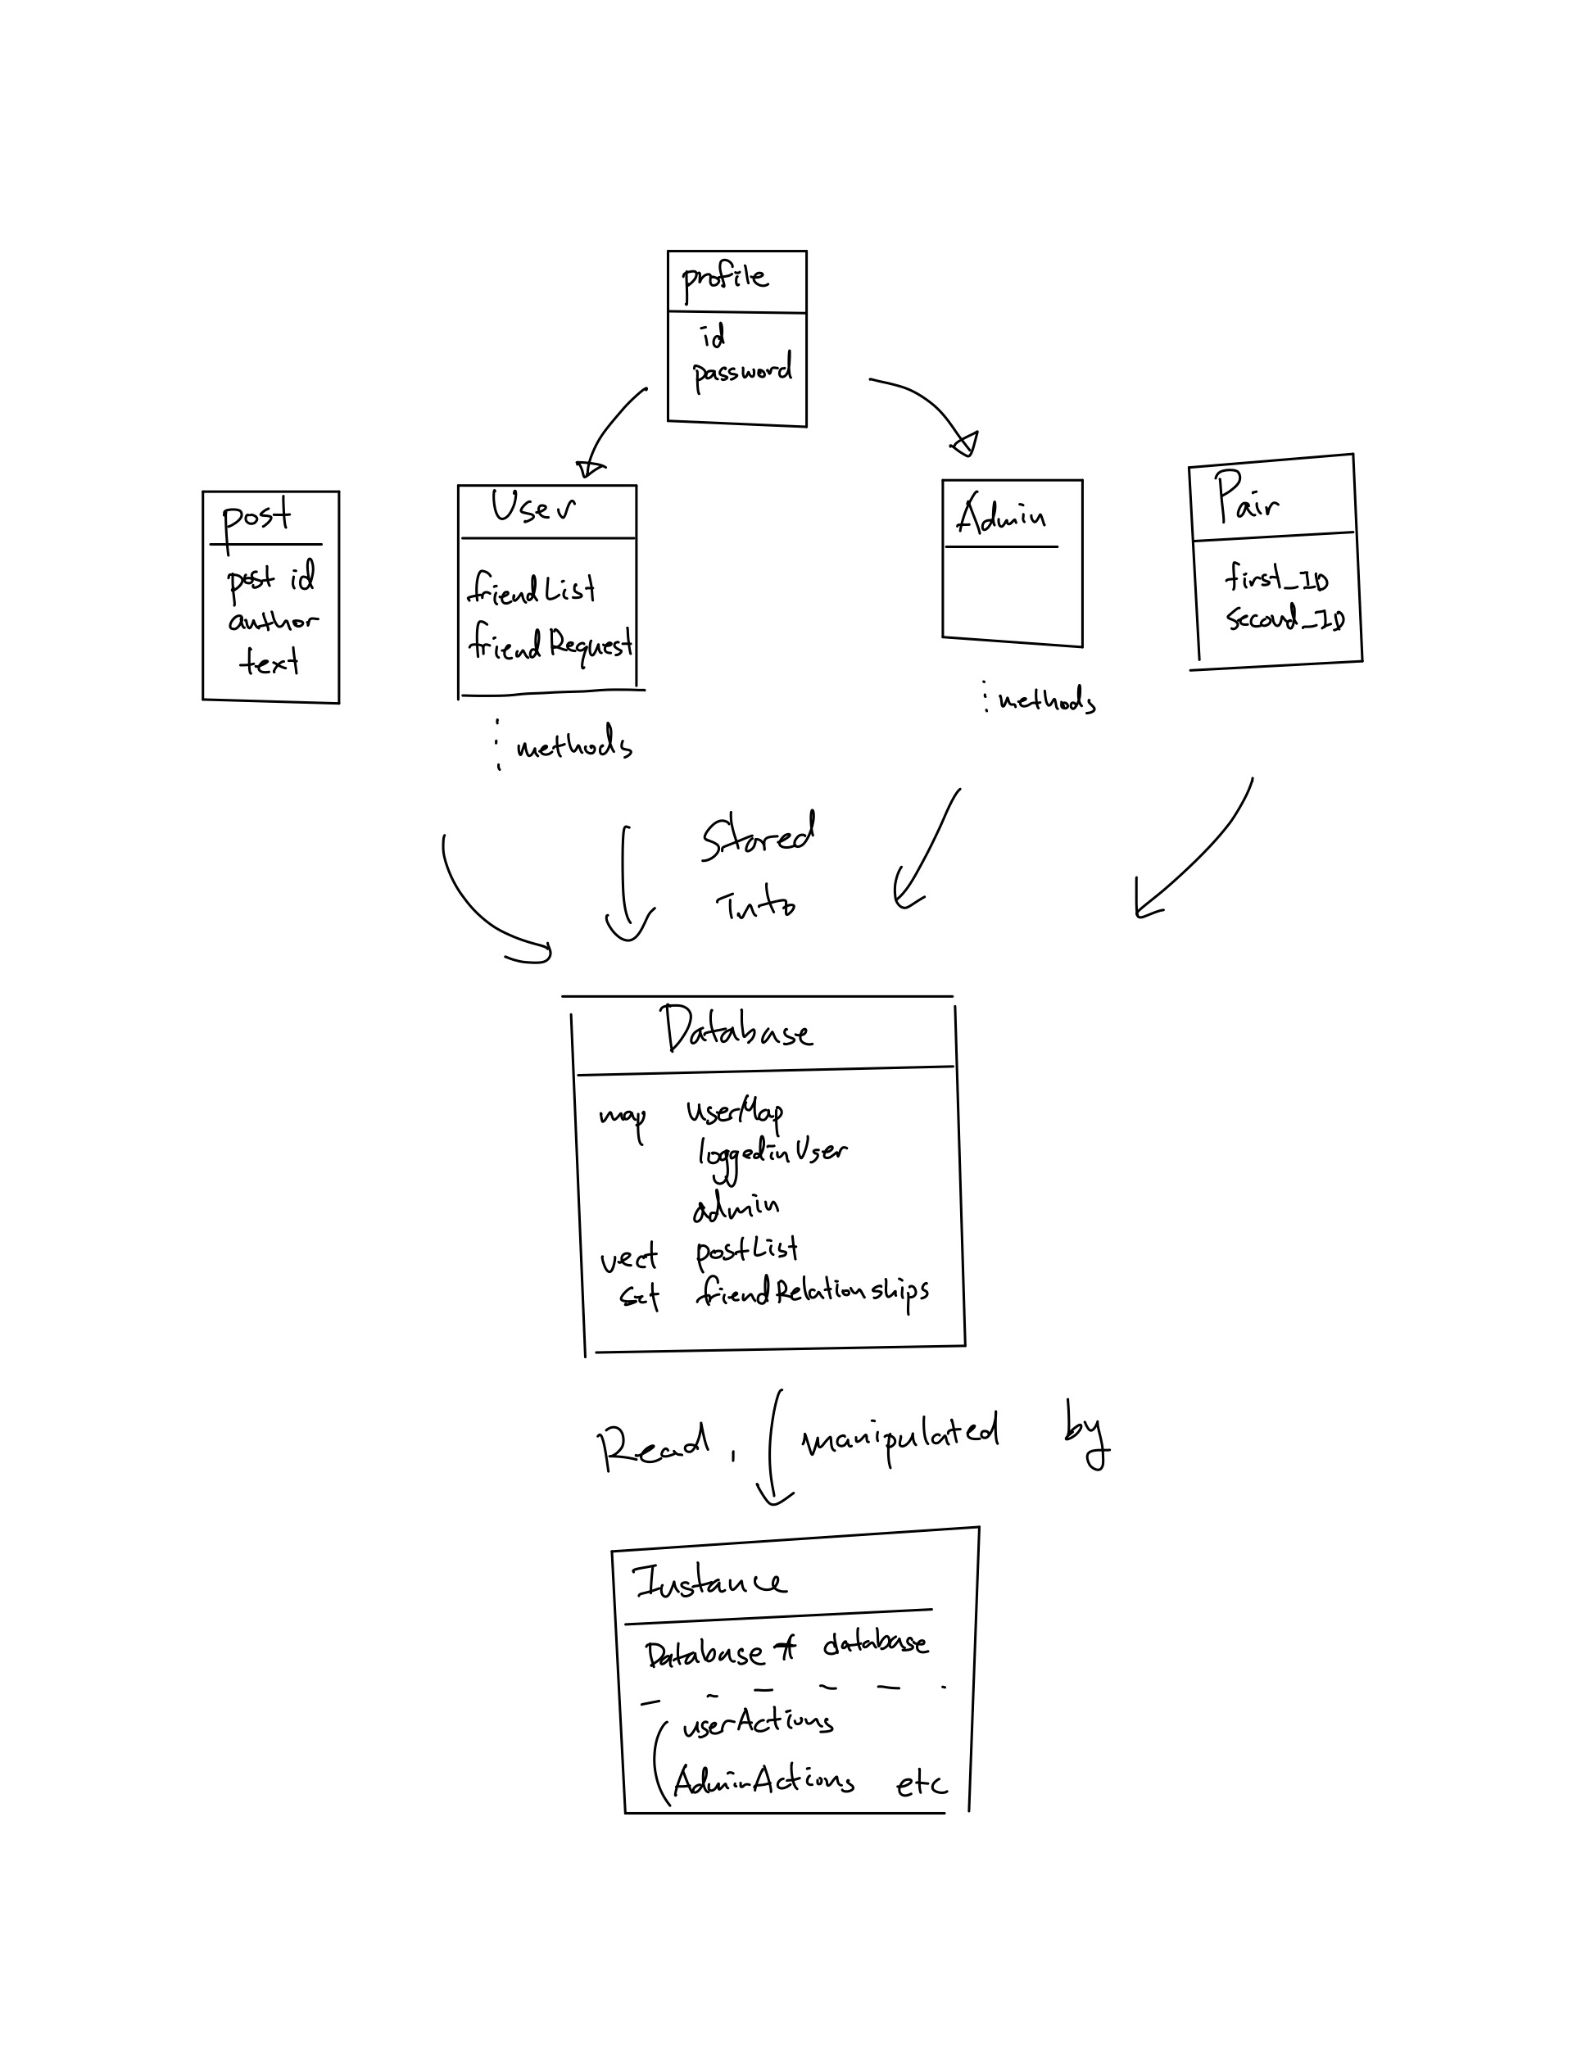 profile
id
password
post
post id
author
text
User
friendList
friendRequest
methods
Admin
methods
Pair
first_ID
second_ID
Stored
Into
Database
map userMap
loggedinUser
admin
vect postList
set friendRelationships
Read, manipulated by
Instance
Database* database
userActions
AdminActions etc